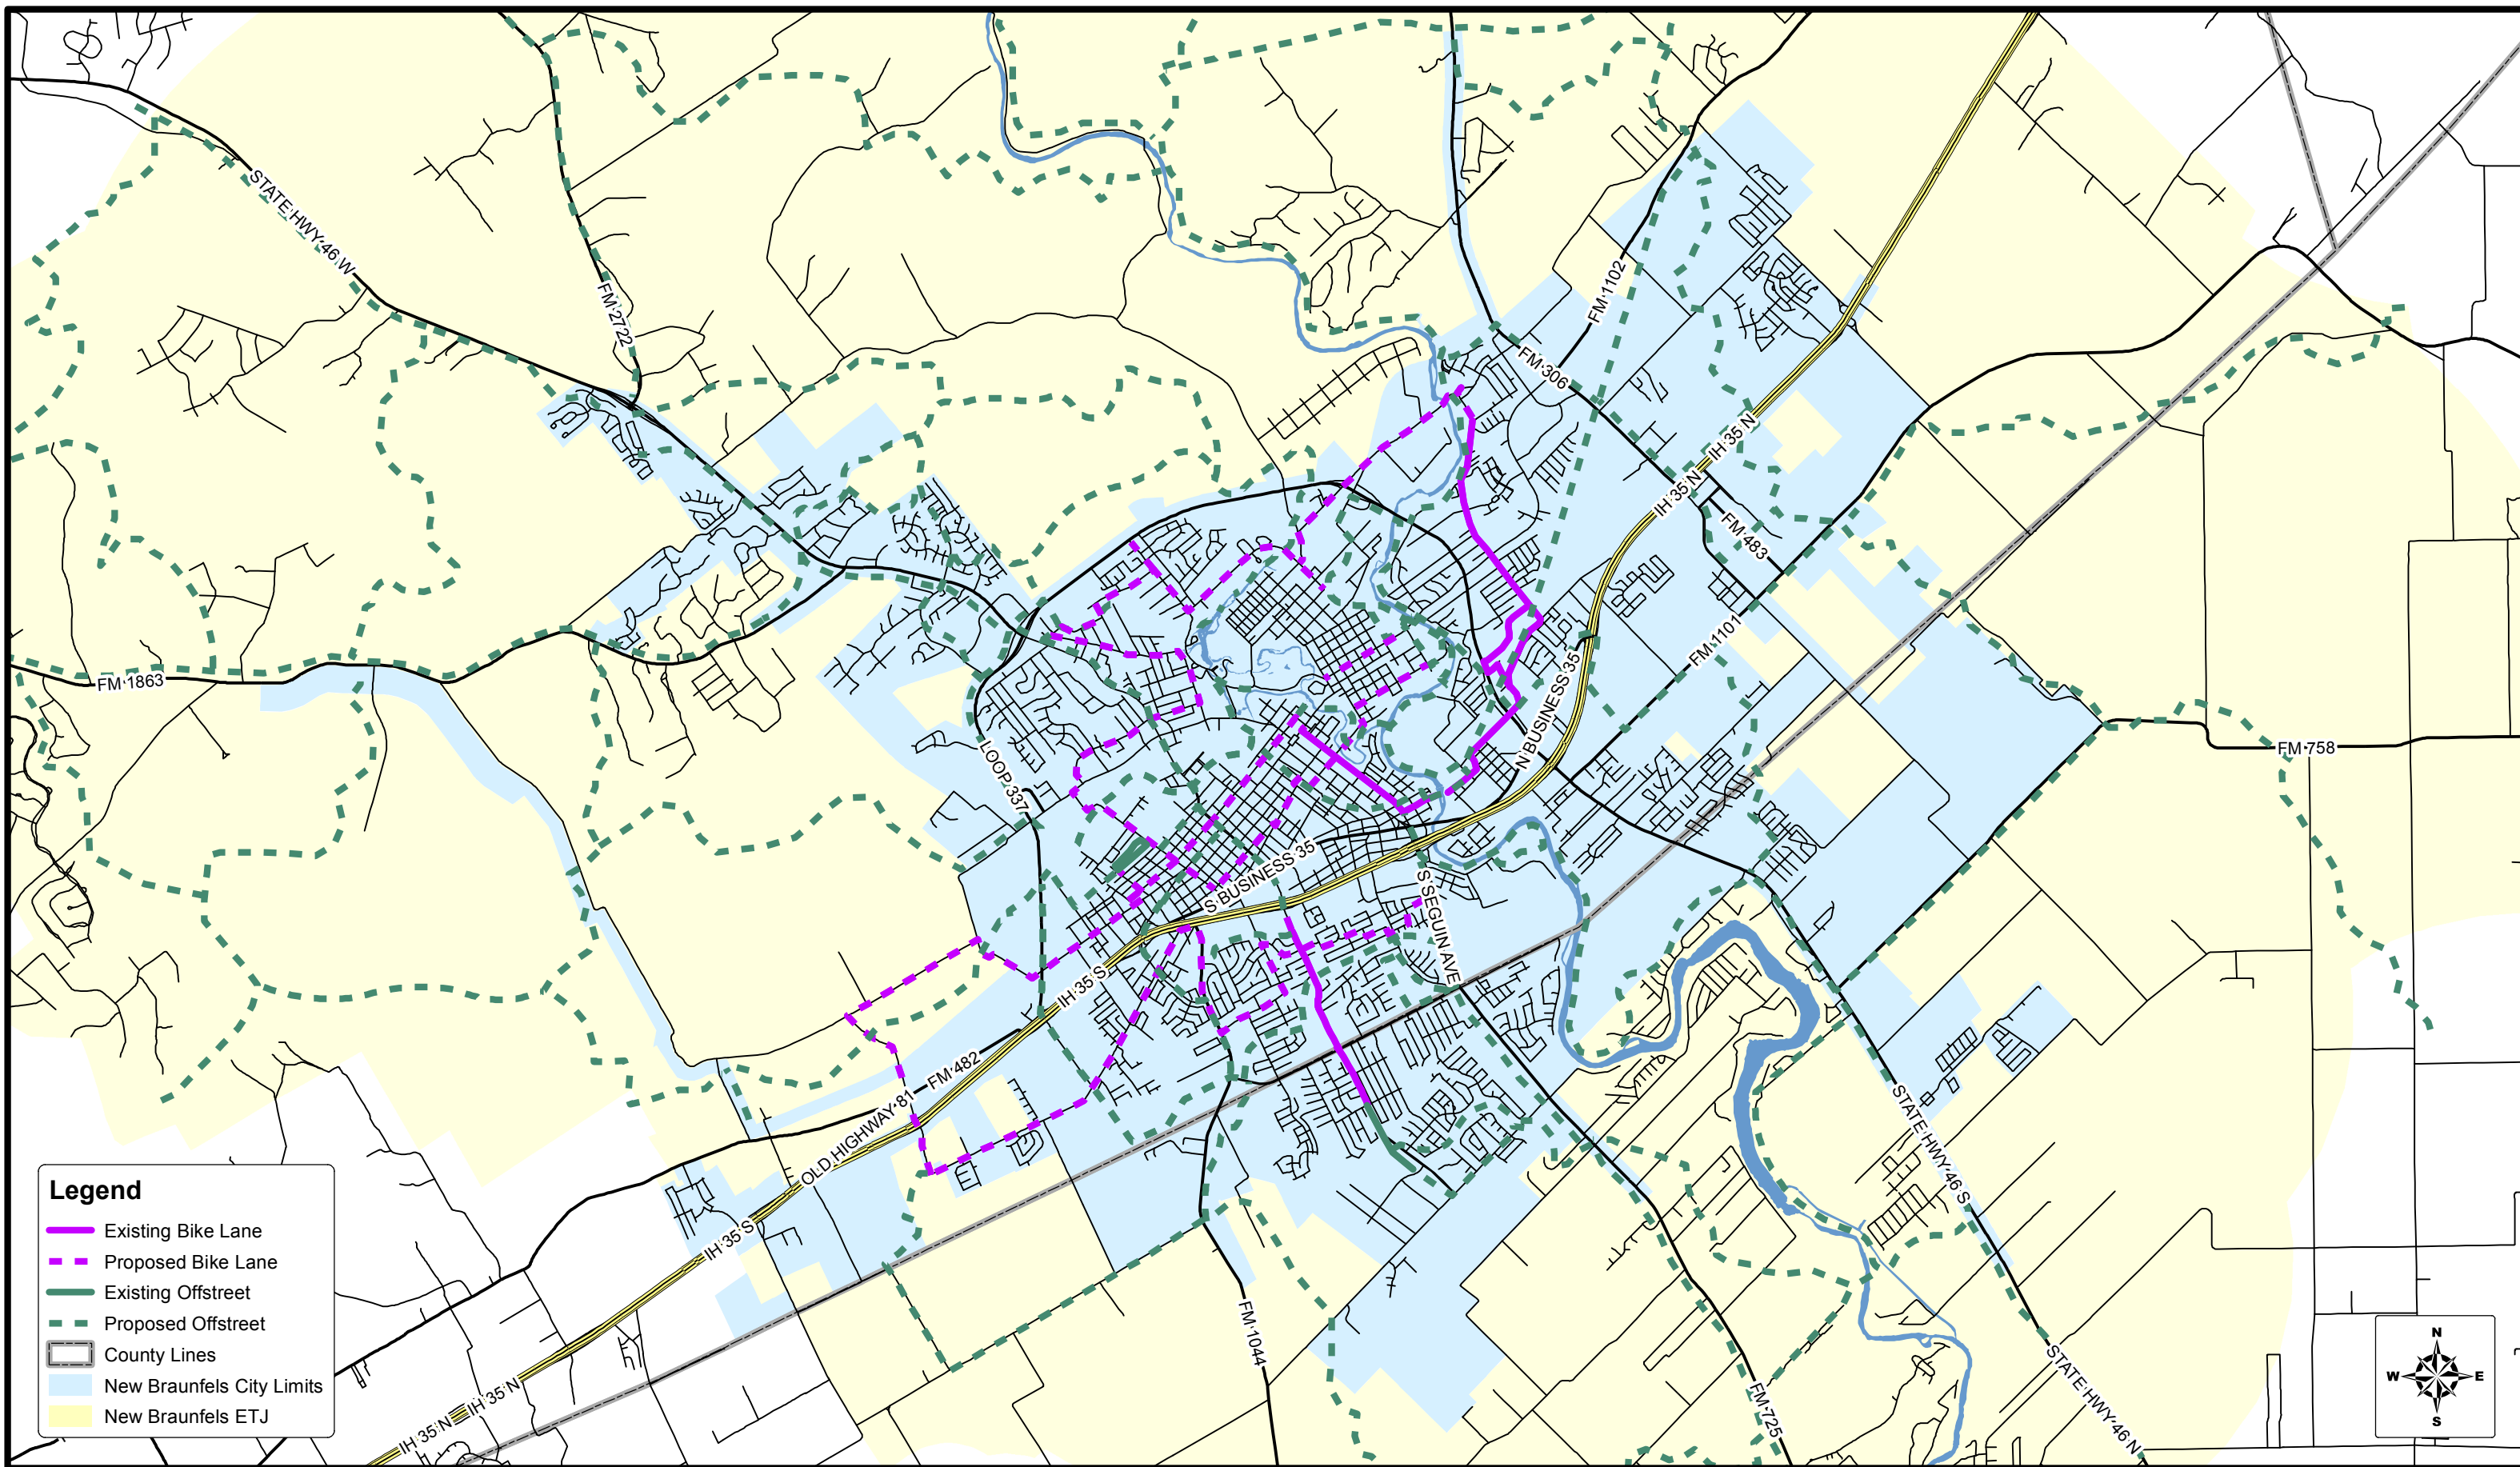 STATE HWY 46 W
FM 2722
FM 1102
FM 306
IH 35 N
IH 35 N
FM 483
FM 1101
FM 1863
N BUSINESS 35
LOOP 337
FM 758
S BUSINESS 35
S SEGUIN AVE
IH 35 S
FM 482
OLD HIGHWAY 81
STATE HWY 46 S
IH 35 S
FM 1044
STATE HWY 46 N
FM 725
IH 35 N
IH 35 N
Legend
Existing Bike Lane
Proposed Bike Lane
Existing Offstreet
Proposed Offstreet
County Lines
New Braunfels City Limits
New Braunfels ETJ
N
W E
S